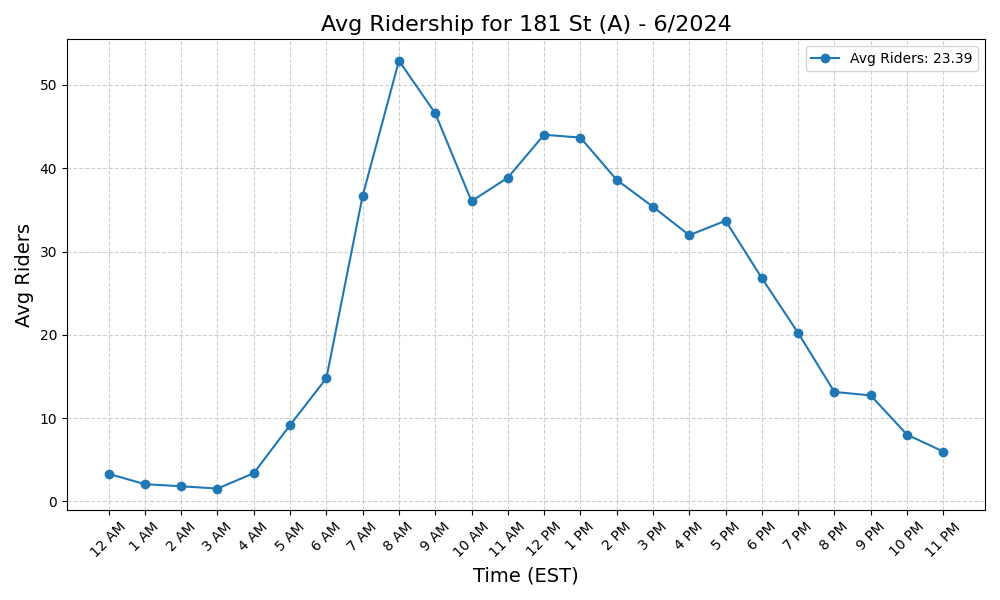 Avg Ridership for 181 St (A) - 6/2024
Avg Riders: 23.39
Avg Riders
50
40
30
20
10
0
12 AM 1 AM 2 AM 3 AM 4 AM 5 AM 6 AM 7 AM 8 AM 9 AM 10 AM 11 AM 12 PM 1 PM 2 PM 3 PM 4 PM 5 PM 6 PM 7 PM 8 PM 9 PM 10 PM 11 PM
Time (EST)